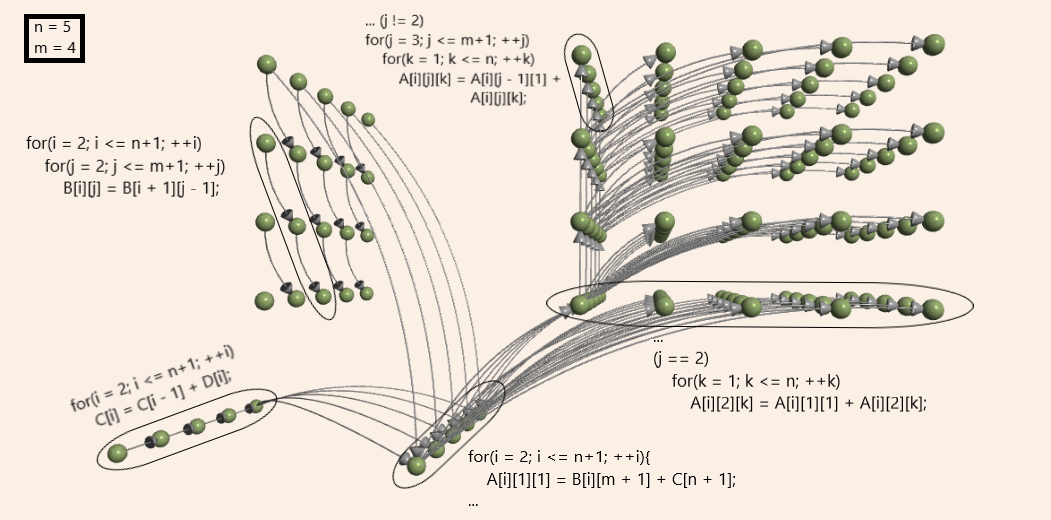 n = 5
m = 4
... (j != 2)
for(j = 3; j <= m+1; ++j)
for(k = 1; k <= n; ++k)
A[i][j][k] = A[i][j - 1][1] +
A[i][j][k];
for(i = 2; i <= n+1; ++i)
for(j = 2; j <= m+1; ++j)
B[i][j] = B[i + 1][j - 1];
for(i = 2; i <= n+1; ++i)
C[i] = C[i - 1] + D[i];
...
(j == 2)
for(k = 1; k <= n; ++k)
A[i][2][k] = A[i][1][1] + A[i][2][k];
for(i = 2; i <= n+1; ++i){
A[i][1][1] = B[i][m + 1] + C[n + 1];
...